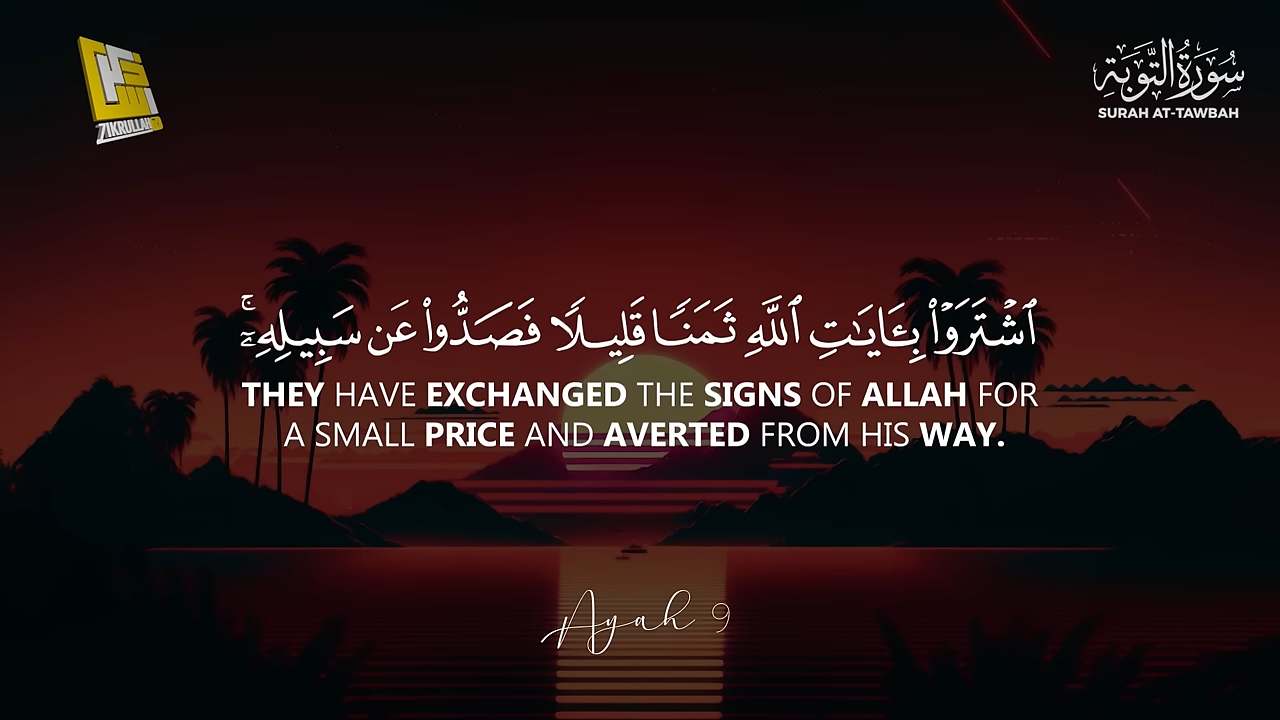 ZIKRULLAH
سُورَةُ التَّوْبَةِ
SURAH AT-TAWBAH
ٱشْتَرَوْا۟ بِـَٔايَـٰتِ ٱللَّهِ ثَمَنًا قَلِيلًا فَصَدُّوا۟ عَن سَبِيلِهِۦٓ ۚ
THEY HAVE EXCHANGED THE SIGNS OF ALLAH FOR
A SMALL PRICE AND AVERTED FROM HIS WAY.
Ayah 9